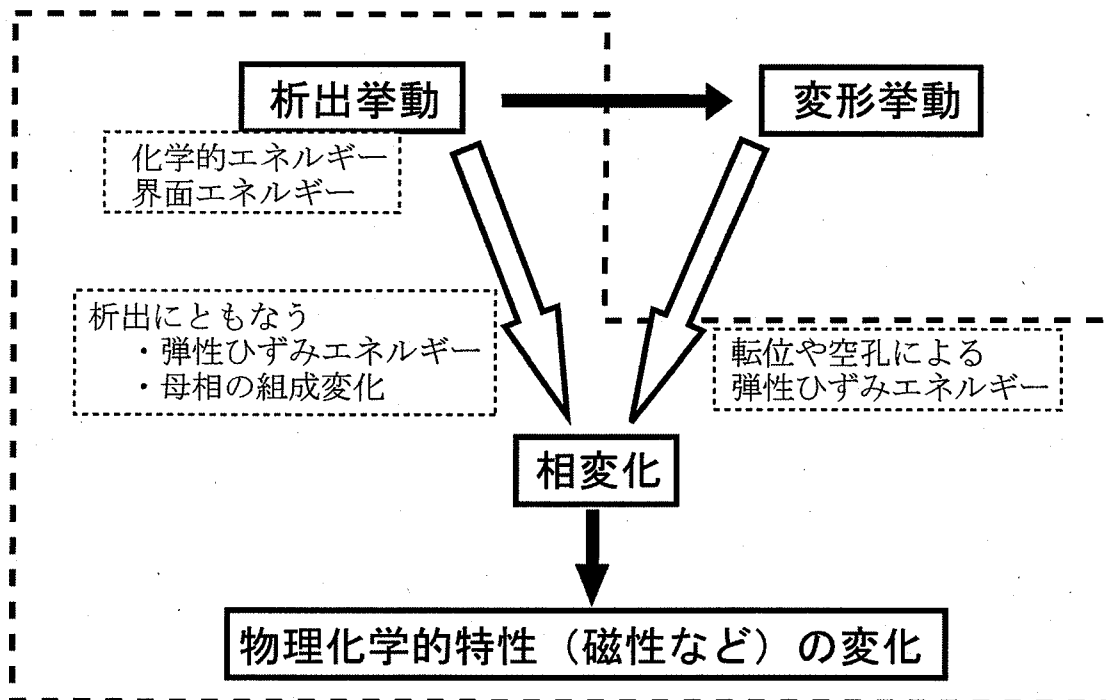 析出挙動
変形挙動
化学的エネルギー
界面エネルギー
析出にともなう
・弾性ひずみエネルギー
・母相の組成変化
転位や空孔による
弾性ひずみエネルギー
相変化
物理化学的特性（磁性など）の変化